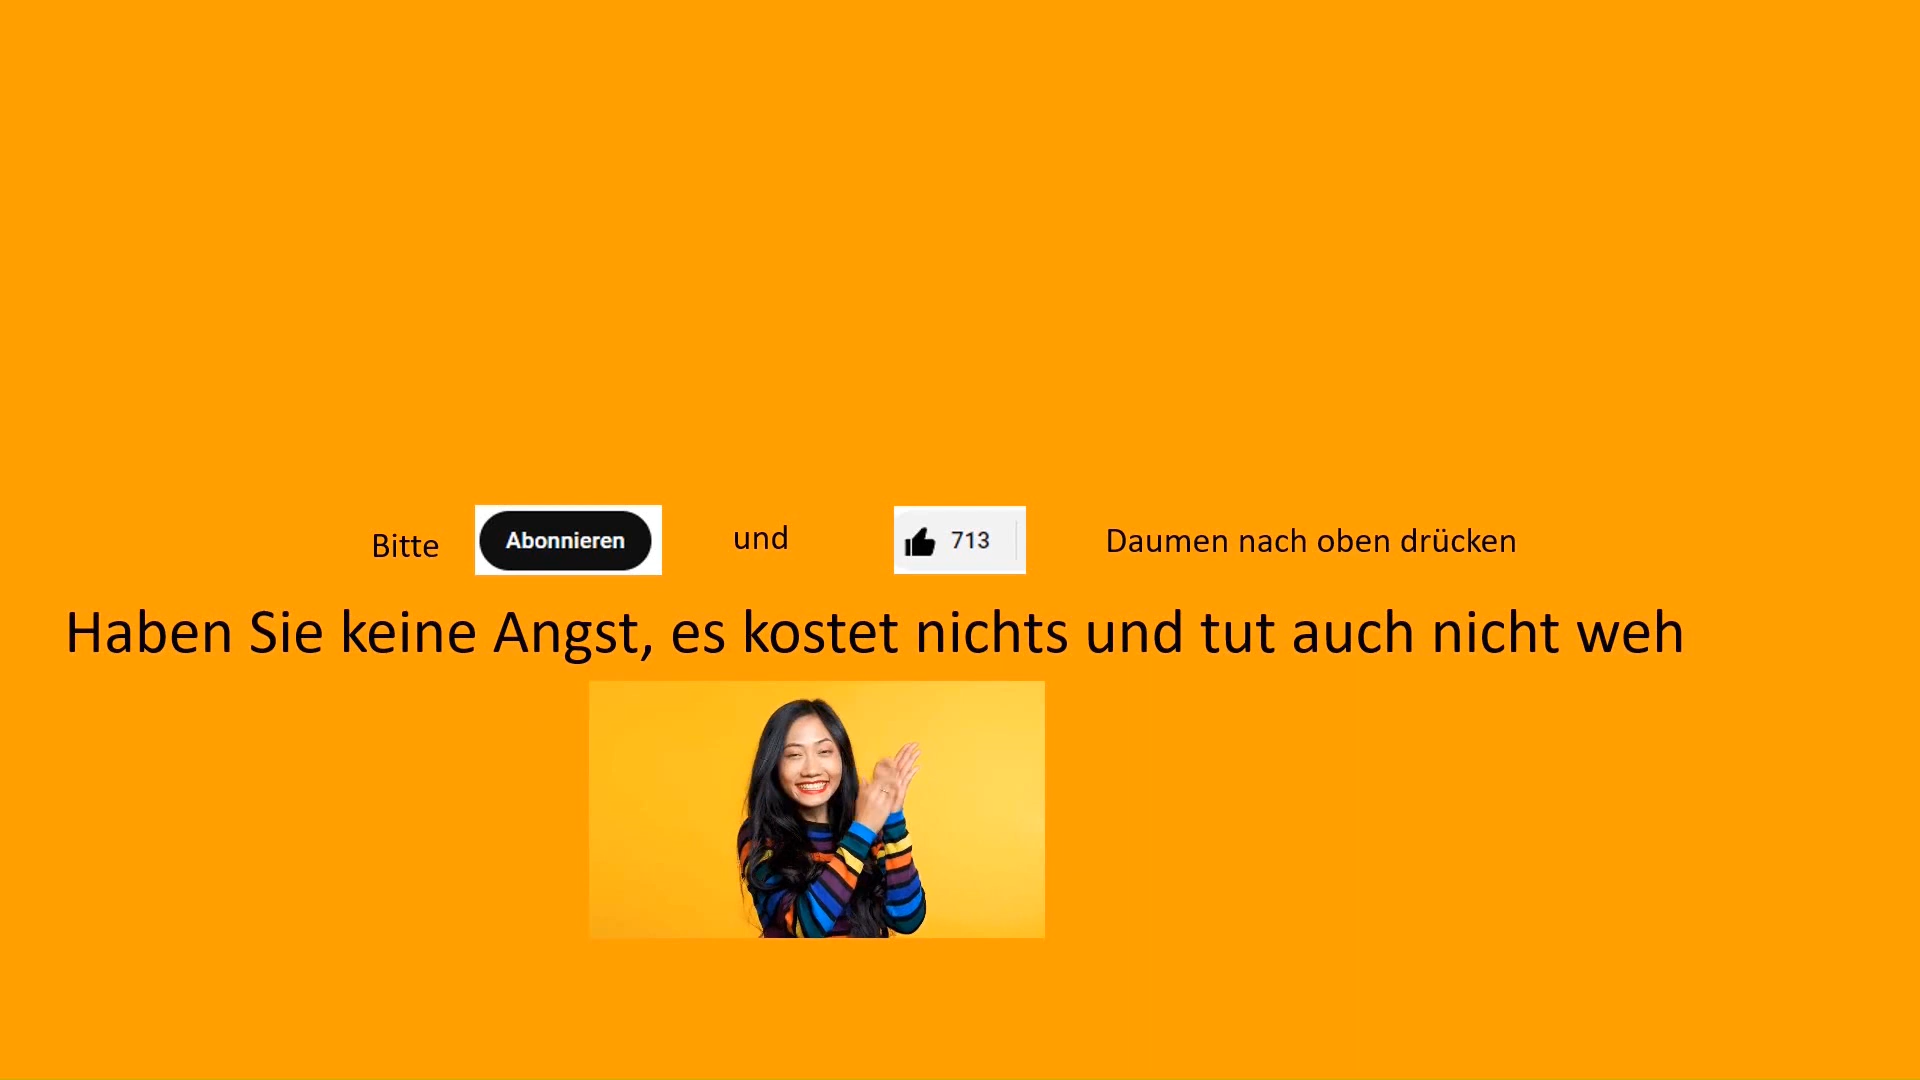 Bitte Abonnieren und 713 Daumen nach oben drücken
Haben Sie keine Angst, es kostet nichts und tut auch nicht weh